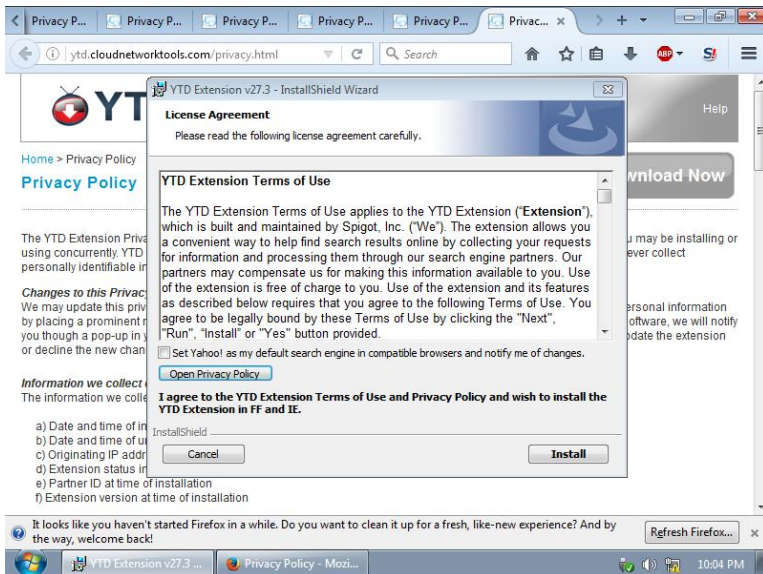 Privacy P...
Privacy P...
Privacy P...
Privacy P...
Privacy P...
Privac...
ytd.cloudnetworktools.com/privacy.html
Search
ABP
S!
YT
Help
Home > Privacy Policy
Privacy Policy
wnload Now
The YTD Extension Priva
u may be installing or
using concurrently. YTD
ever collect
personally identifiable in
Changes to this Privac
We may update this priv
ersonal information
by placing a prominent r
oftware, we will notify
you though a pop-up in y
pdate the extension
or decline the new chan
Information we collect
The information we colle
a) Date and time of in
b) Date and time of u
c) Originating IP addr
d) Extension status in
e) Partner ID at time of installation
f) Extension version at time of installation
YTD Extension v27.3 - InstallShield Wizard
License Agreement
Please read the following license agreement carefully.
YTD Extension Terms of Use
The YTD Extension Terms of Use applies to the YTD Extension ("Extension"),
which is built and maintained by Spigot, Inc. ("We"). The extension allows you
a convenient way to help find search results online by collecting your requests
for information and processing them through our search engine partners. Our
partners may compensate us for making this information available to you. Use
of the extension is free of charge to you. Use of the extension and its features
as described below requires that you agree to the following Terms of Use. You
agree to be legally bound by these Terms of Use by clicking the "Next",
"Run", "Install" or "Yes" button provided.
Set Yahoo! as my default search engine in compatible browsers and notify me of changes.
Open Privacy Policy
I agree to the YTD Extension Terms of Use and Privacy Policy and wish to install the
YTD Extension in FF and IE.
InstallShield
Cancel
Install
It looks like you haven't started Firefox in a while. Do you want to clean it up for a fresh, like-new experience? And by
the way, welcome back!
Refresh Firefox...
YTD Extension v27.3 ...
Privacy Policy - Mozi...
10:04 PM